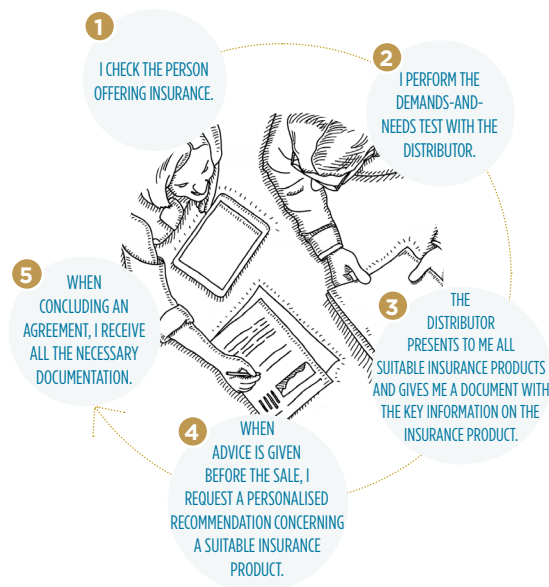 1
I CHECK THE PERSON
OFFERING INSURANCE.
2
I PERFORM THE
DEMANDS-AND-
NEEDS TEST WITH THE
DISTRIBUTOR.
3
THE
DISTRIBUTOR
PRESENTS TO ME ALL
SUITABLE INSURANCE PRODUCTS
AND GIVES ME A DOCUMENT WITH
THE KEY INFORMATION ON THE
INSURANCE PRODUCT.
4
WHEN
ADVICE IS GIVEN
BEFORE THE SALE, I
REQUEST A PERSONALISED
RECOMMENDATION CONCERNING
A SUITABLE INSURANCE
PRODUCT.
5
WHEN
CONCLUDING AN
AGREEMENT, I RECEIVE
ALL THE NECESSARY
DOCUMENTATION.